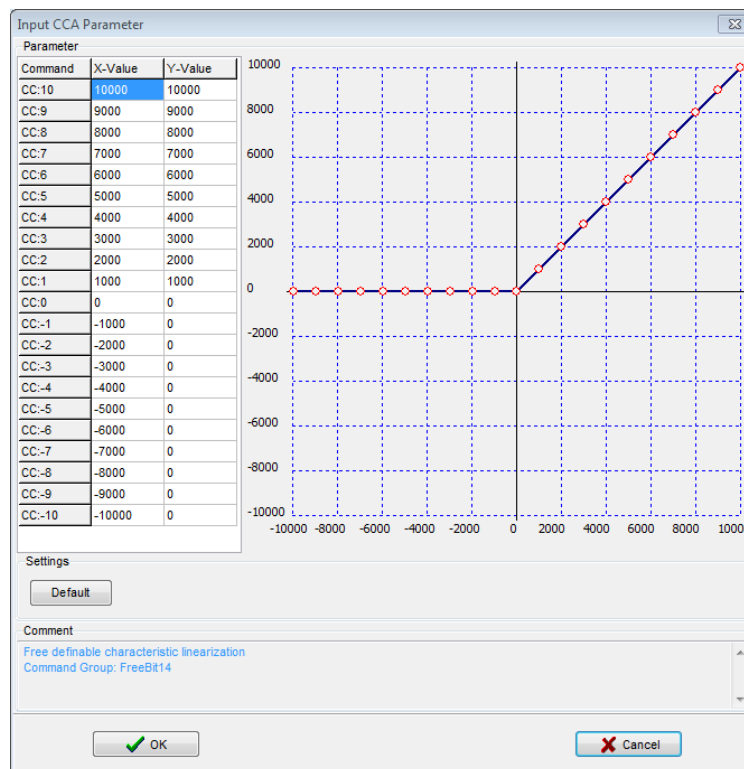 Input CCA Parameter
Parameter
Command X-Value Y-Value
CC:10 10000 10000
CC:9 9000 9000
CC:8 8000 8000
CC:7 7000 7000
CC:6 6000 6000
CC:5 5000 5000
CC:4 4000 4000
CC:3 3000 3000
CC:2 2000 2000
CC:1 1000 1000
CC:0 0 0
CC:-1 -1000 0
CC:-2 -2000 0
CC:-3 -3000 0
CC:-4 -4000 0
CC:-5 -5000 0
CC:-6 -6000 0
CC:-7 -7000 0
CC:-8 -8000 0
CC:-9 -9000 0
CC:-10 -10000 0
10000
8000
6000
4000
2000
0
-2000
-4000
-6000
-8000
-10000
-10000 -8000 -6000 -4000 -2000 0 2000 4000 6000 8000 1000
Settings
Default
Comment
Free definable characteristic linearization
Command Group: FreeBit14
OK Cancel